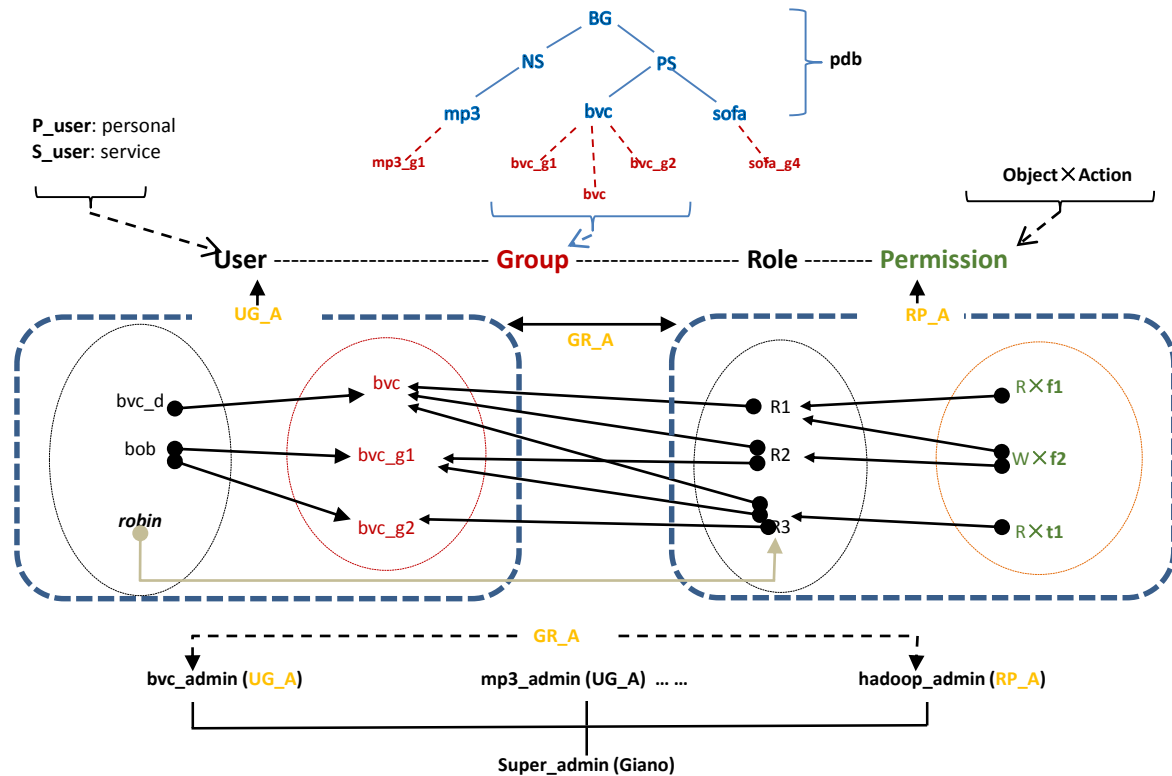 BG
NS
PS
pdb
mp3
bvc
sofa
P_user: personal
S_user: service
mp3_g1
bvc_g1
bvc_g2
sofa_g4
bvc
Object×Action
User
Group
Role
Permission
UG_A
GR_A
RP_A
bvc_d
bvc
R1
R×f1
bob
bvc_g1
R2
W×f2
robin
bvc_g2
R3
R×t1
GR_A
bvc_admin (UG_A)
mp3_admin (UG_A) ... ...
hadoop_admin (RP_A)
Super_admin (Giano)